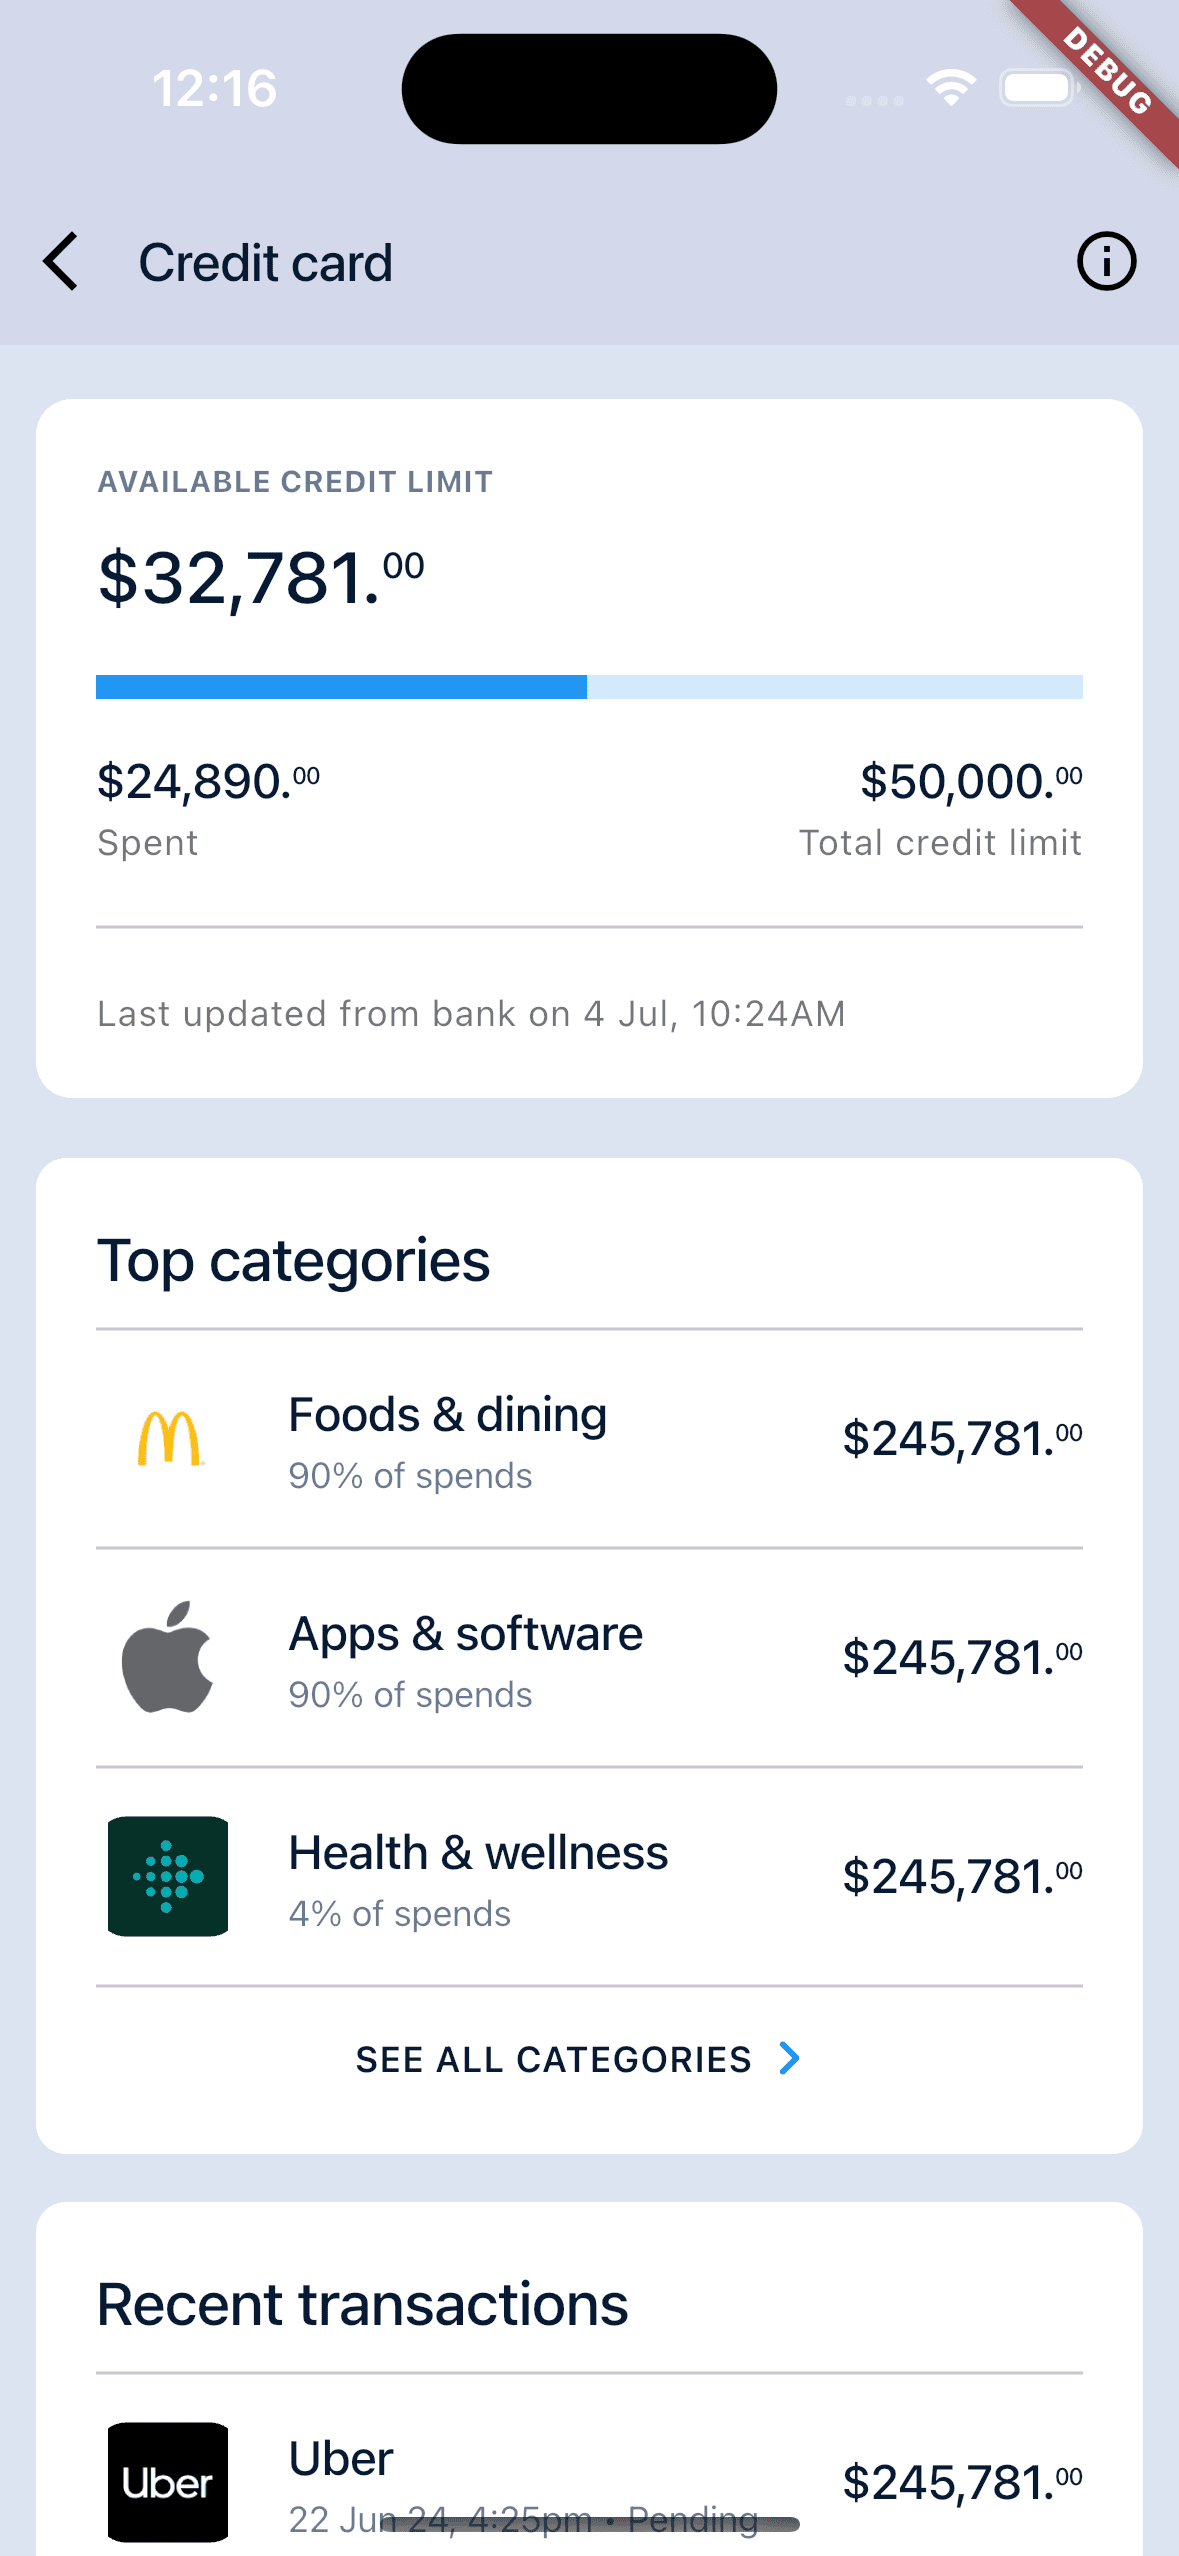 12:16
DEBUG
Credit card
AVAILABLE CREDIT LIMIT
$32,781.00
$24,890.00
$50,000.00
Spent
Total credit limit
Last updated from bank on 4 Jul, 10:24AM
Top categories
Foods & dining
90% of spends
$245,781.00
Apps & software
90% of spends
$245,781.00
Health & wellness
4% of spends
$245,781.00
SEE ALL CATEGORIES
Recent transactions
Uber
Uber
22 Jun 24, 4:25pm • Pending
$245,781.00